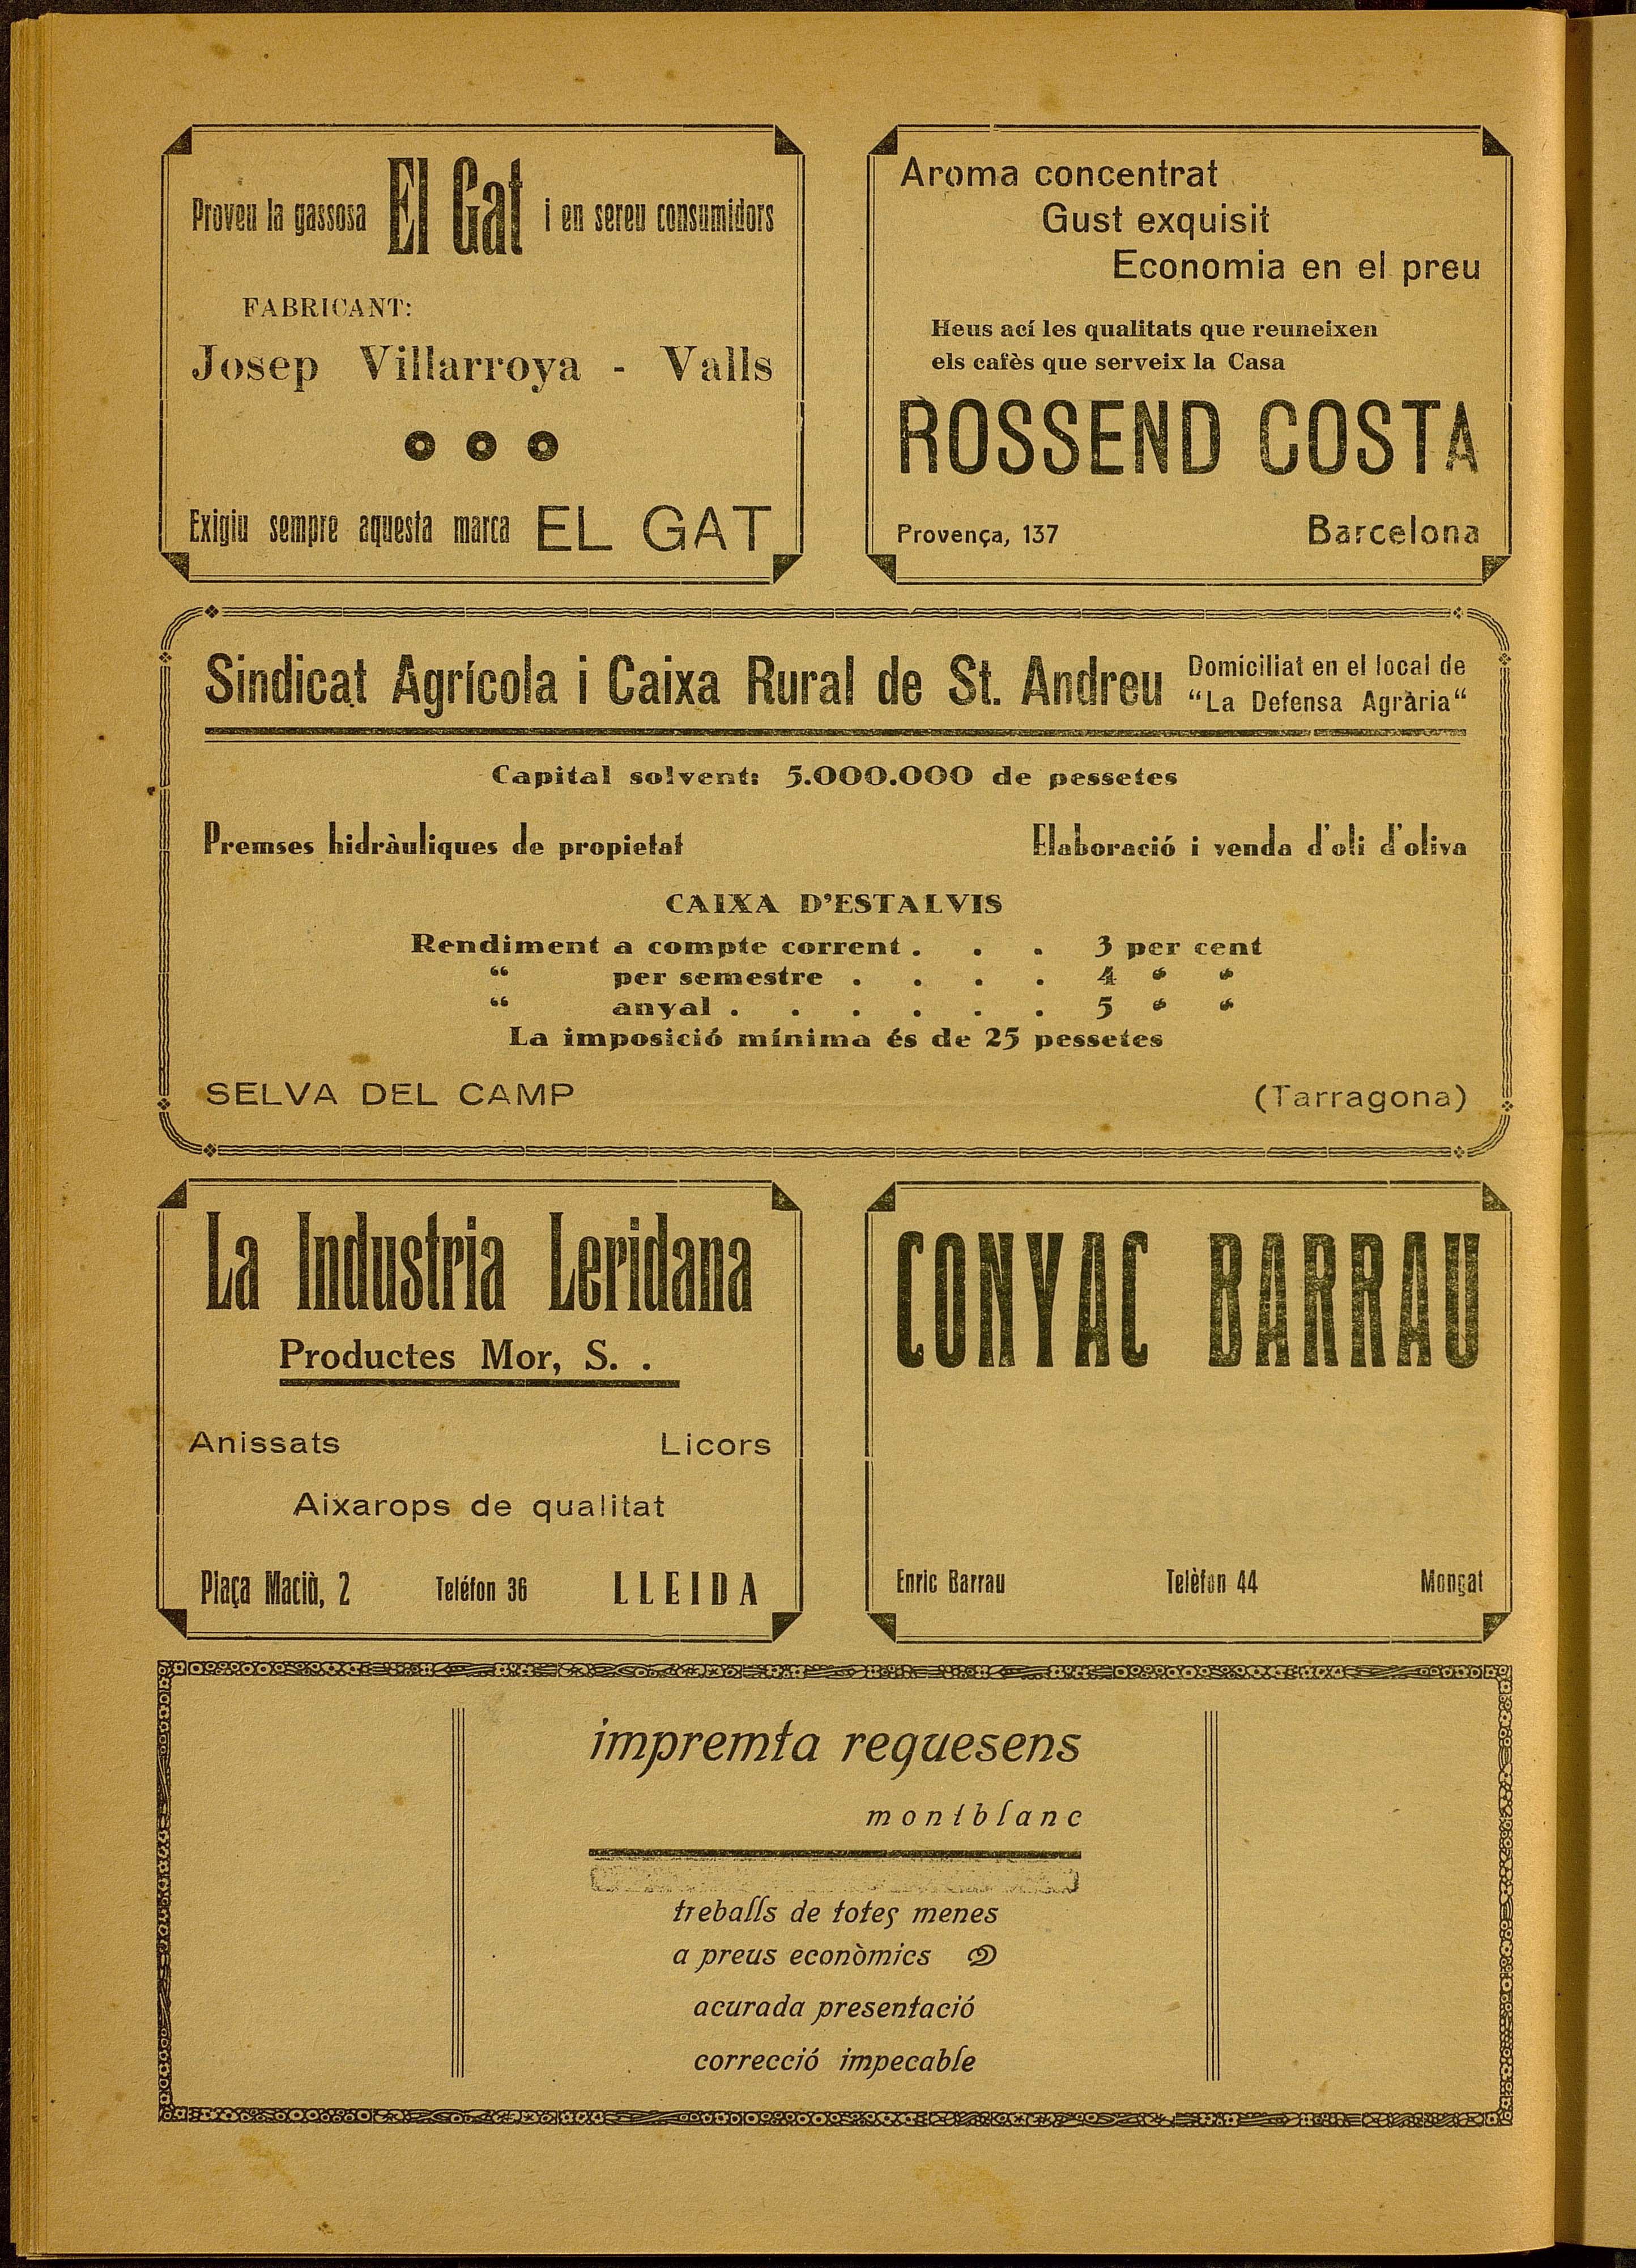 Proveu la gassosa El Gat i en sereu consumidors
FABRICANT:
Josep Villarroya - Valls
Exigiu sempre aquesta marca EL GAT
Aroma concentrat
Gust exquisit
Economia en el preu
Heus ací les qualitats que reuneixen
els cafès que serveix la Casa
ROSSEND COSTA
Provença, 137 Barcelona
Sindicat Agrícola i Caixa Rural de St. Andreu
Domiciliat en el local de
“La Defensa Agrària“
Capital solvent: 5.000.000 de pessetes
Premses hidràuliques de propietat Elaboració i venda d'oli d'oliva
CAIXA D'ESTALVIS
Rendiment a compte corrent . . . 3 per cent
“ per semestre . . . . 4 “ “
“ anyal . . . . . . 5 “ “
La imposició mínima és de 25 pessetes
SELVA DEL CAMP (Tarragona)
La Industria Leridana
Productes Mor, S. .
Anissats Licors
Aixarops de qualitat
Plaça Macià, 2 Teléfon 36 LLEIDA
CONYAC BARRAU
Enric Barrau Telèfon 44 Mongat
impremta requesens
montblanc
treballs de totes menes
a preus econòmics
acurada presentació
correcció impecable